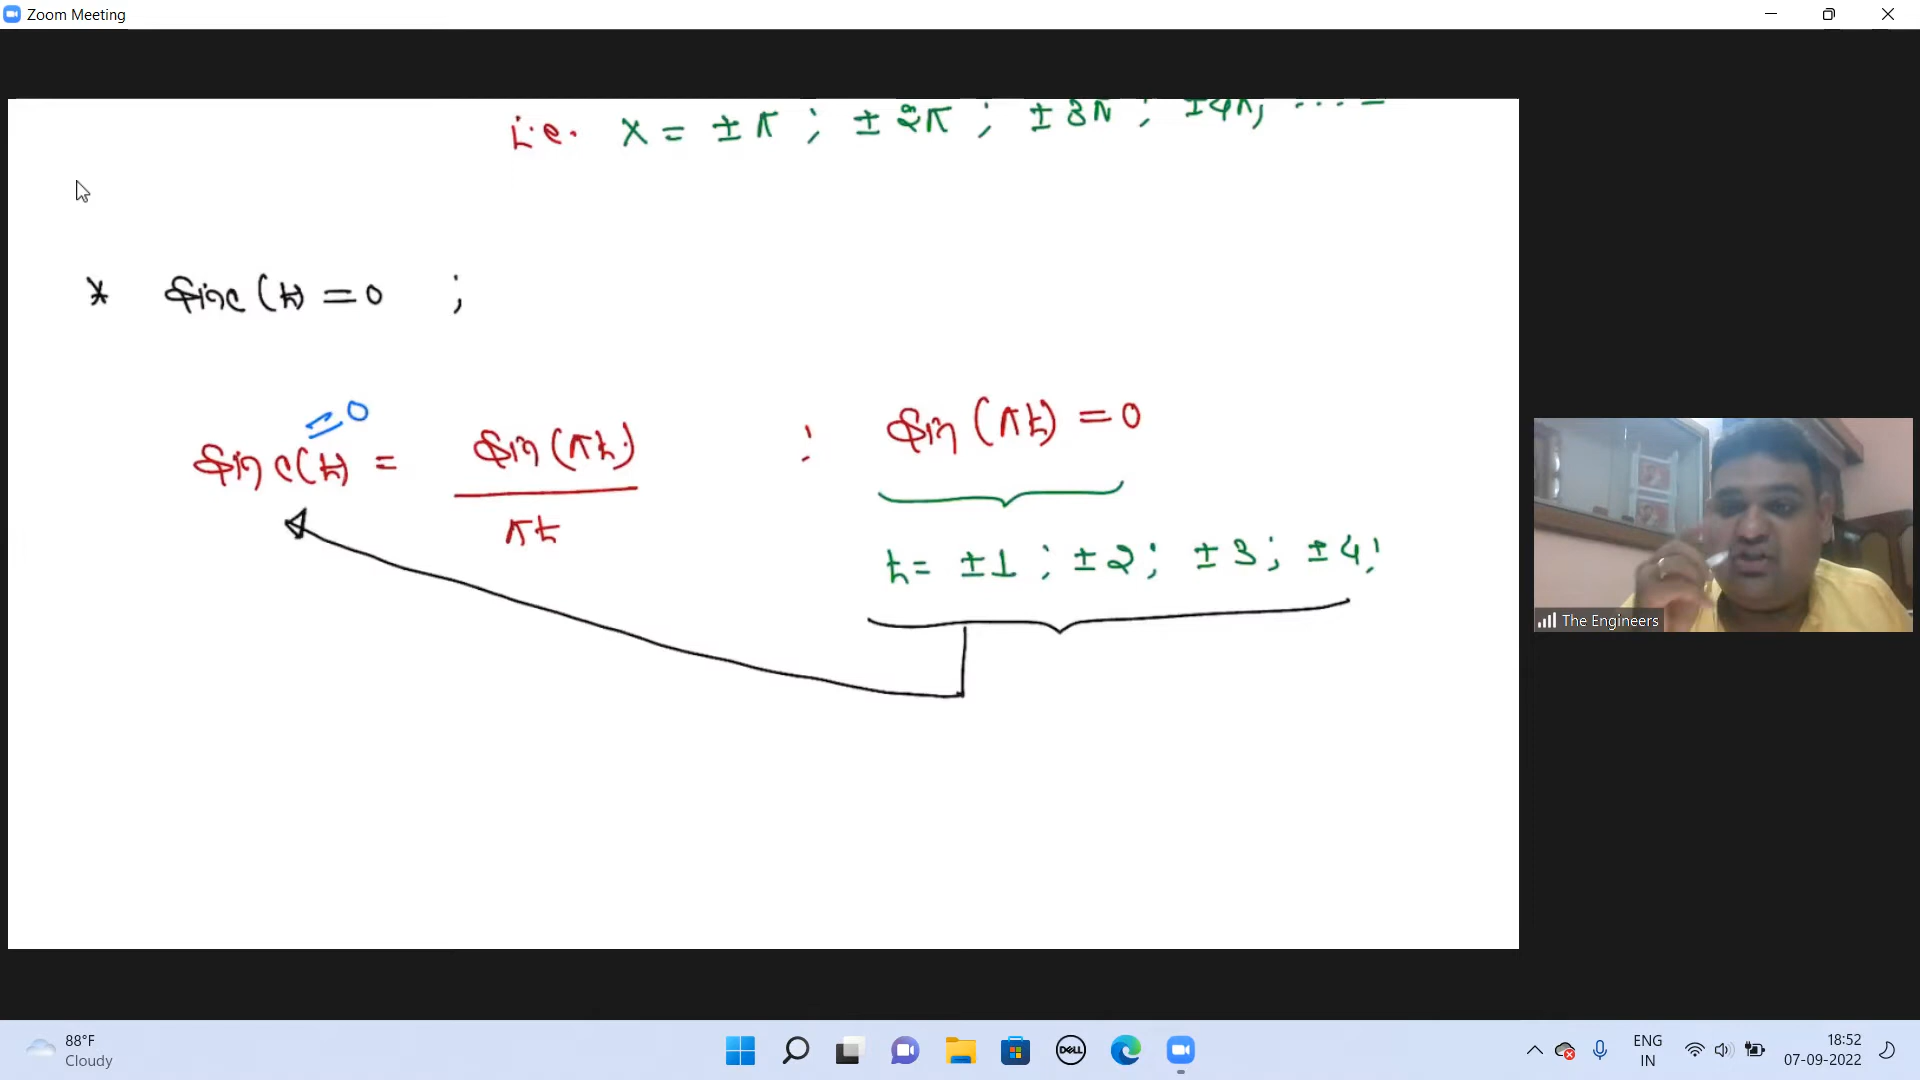 Zoom Meeting
i.e. x = ±π ; ±2π ; ±3π ; ±4π, ....
* Sinc(t) = 0 ;
= 0
Sinc(t) = Sin(πt) / πt : Sin(πt) = 0
t = ±1 ; ±2 ; ±3 ; ±4 ;
The Engineers
88°F
Cloudy
DELL
ENG
IN
18:52
07-09-2022